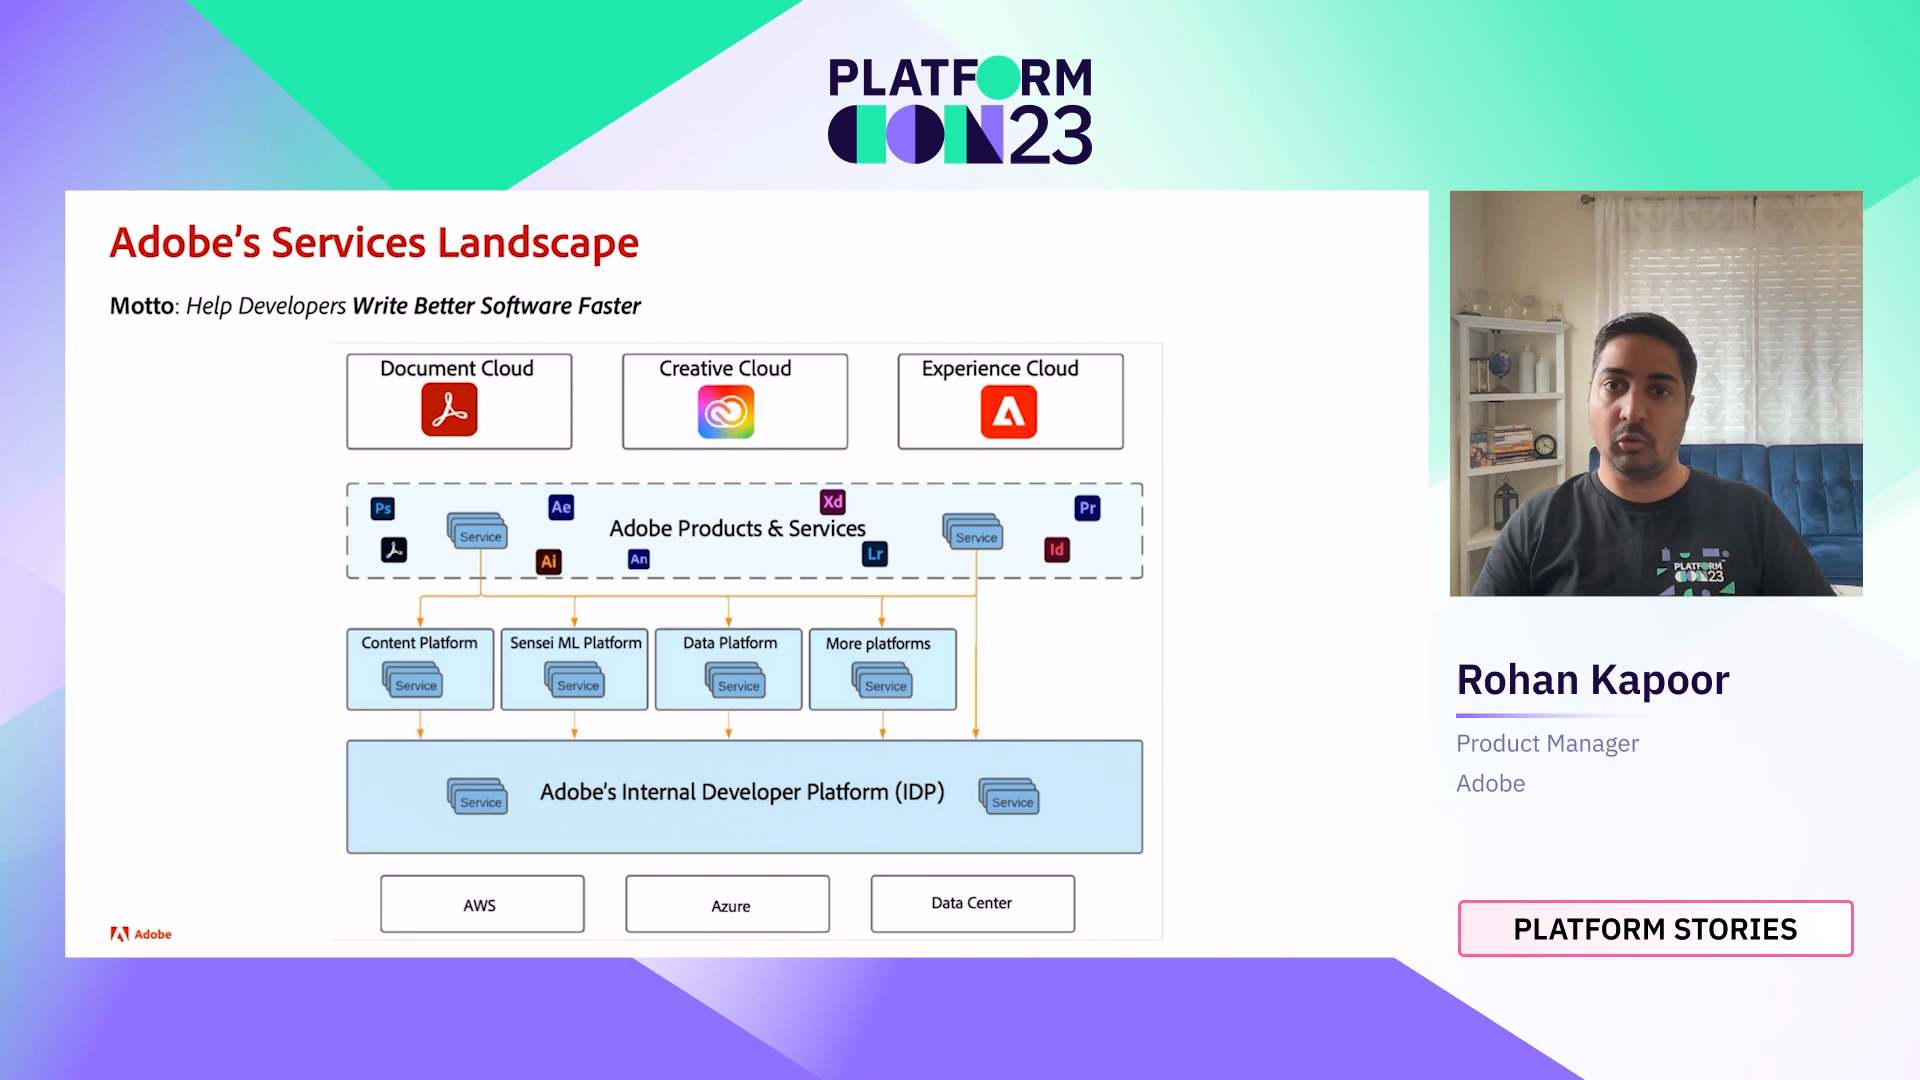 PLATFORM
CON23
Adobe's Services Landscape
Motto: Help Developers Write Better Software Faster
Document Cloud
Creative Cloud
Experience Cloud
Ps
Ae
Xd
Pr
Service
Adobe Products & Services
Service
Ai
An
Lr
Id
Content Platform
Sensei ML Platform
Data Platform
More platforms
Service
Service
Service
Service
Service
Adobe's Internal Developer Platform (IDP)
Service
AWS
Azure
Data Center
Adobe
PLATFORM
CON23
Rohan Kapoor
Product Manager
Adobe
PLATFORM STORIES